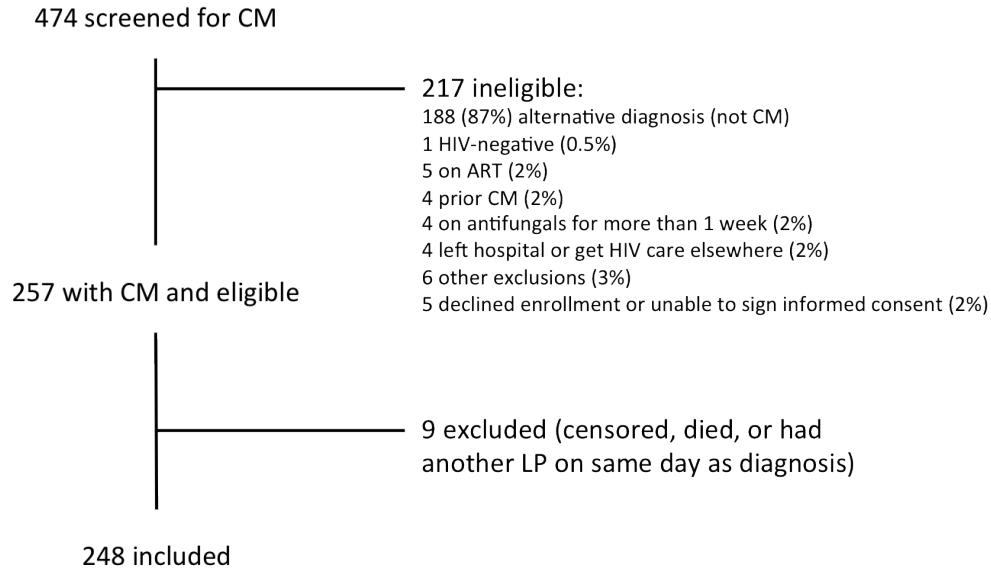 474 screened for CM
217 ineligible:
188 (87%) alternative diagnosis (not CM)
1 HIV-negative (0.5%)
5 on ART (2%)
4 prior CM (2%)
4 on antifungals for more than 1 week (2%)
4 left hospital or get HIV care elsewhere (2%)
6 other exclusions (3%)
5 declined enrollment or unable to sign informed consent (2%)
257 with CM and eligible
9 excluded (censored, died, or had
another LP on same day as diagnosis)
248 included